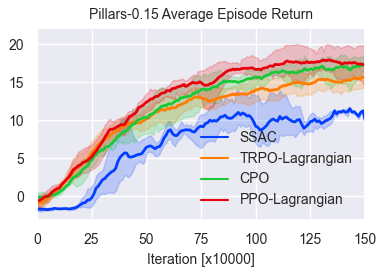 Pillars-0.15 Average Episode Return
20
15
10
5
0
SSAC
TRPO-Lagrangian
CPO
PPO-Lagrangian
0 25 50 75 100 125 150
Iteration [x10000]